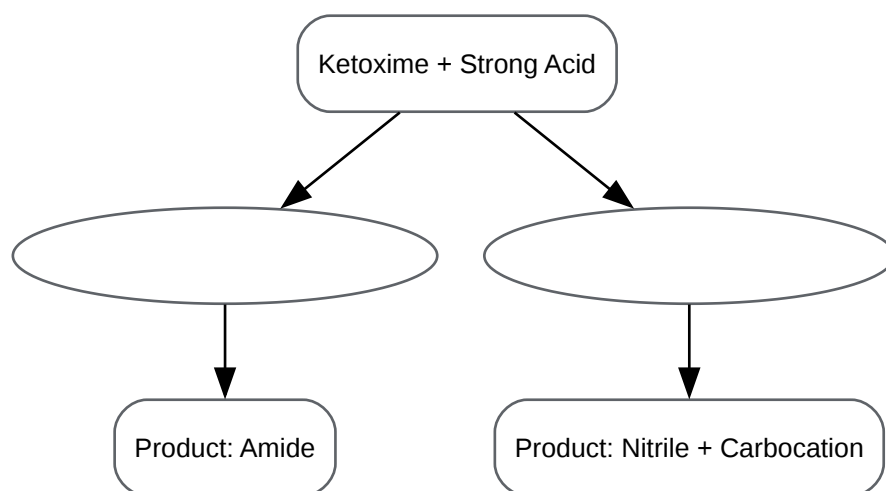 Ketoxime + Strong Acid
Product: Amide
Product: Nitrile + Carbocation